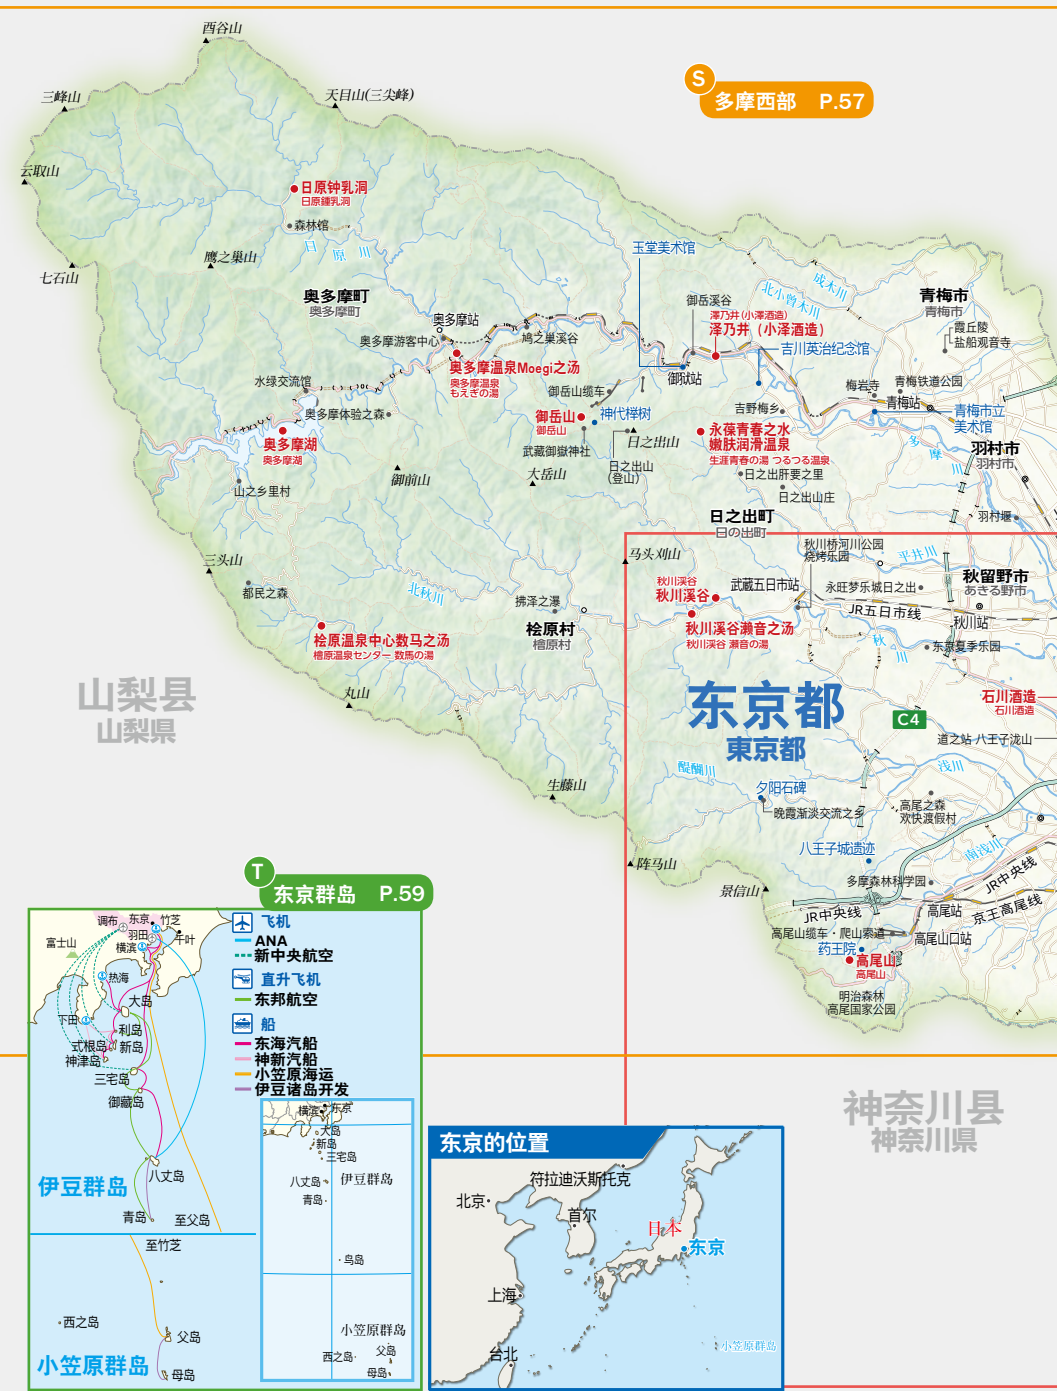 酉谷山
三峰山
天目山(三尖峰)
S
多摩西部 P.57
云取山
日原钟乳洞
日原鍾乳洞
森林馆
日原川
鹰之巢山
七石山
玉堂美术馆
成木川
北小曾木川
奥多摩町
奥多摩町
青梅市
青梅市
御岳溪谷
澤乃井(小澤酒造)
泽乃井(小泽酒造)
霞丘陵
盐船观音寺
奥多摩站
奥多摩游客中心
鸠之巢溪谷
吉川英治纪念馆
奥多摩温泉Moegi之汤
奥多摩温泉
もえぎの湯
水绿交流馆
御岳山缆车
御狱站
梅岩寺
青梅铁道公园
青梅站
奥多摩体验之森
御岳山
御岳山
神代榉树
吉野梅乡
青梅市立
美术馆
奥多摩湖
奥多摩湖
武藏御嶽神社
日之出山
永葆青春之水
嫩肤润滑温泉
生涯青春の湯 つるつる温泉
多摩川
羽村市
羽村市
日之出山
(登山)
大岳山
御前山
日之出肝要之里
山之乡里村
日之出山庄
日之出町
日の出町
羽村堰
秋川桥河川公园
烧烤乐园
马头刈山
平井川
三头山
秋川溪谷
秋川溪谷
武蔵五日市站
永旺梦乐城日之出
秋留野市
あきる野市
都民之森
北秋川
拂泽之瀑
JR五日市线
秋川站
桧原温泉中心数马之汤
檜原温泉センター 数馬の湯
桧原村
檜原村
秋川溪谷瀬音之汤
秋川渓谷 瀬音の湯
秋川
东京夏季乐园
山梨县
山梨県
丸山
东京都
東京都
石川酒造
石川酒造
C4
道之站 八王子泷山
醍醐川
浅川
生藤山
夕阳石碑
晚霞渐淡交流之乡
高尾之森
欢快渡假村
八王子城遗迹
南浅川
阵马山
景信山
多摩森林科学园
JR中央线
JR中央线
高尾站
京王高尾线
高尾山缆车・爬山索道
高尾山口站
药王院
高尾山
高尾山
明治森林
高尾国家公园
T
东京群岛 P.59
调布
东京
竹芝
羽田
横滨
千叶
富士山
热海
大岛
下田
利岛
式根岛
新岛
神津岛
三宅岛
御藏岛
八丈岛
伊豆群岛
青岛
至父岛
至竹芝
西之岛
父岛
小笠原群岛
母岛
飞机
ANA
新中央航空
直升飞机
东邦航空
船
东海汽船
神新汽船
小笠原海运
伊豆诸岛开发
横滨
东京
大岛
新岛
三宅岛
八丈岛
伊豆群岛
青岛
鸟岛
小笠原群岛
西之岛
父岛
母岛
神奈川县
神奈川県
东京的位置
符拉迪沃斯托克
北京
首尔
日本
东京
上海
小笠原群岛
台北